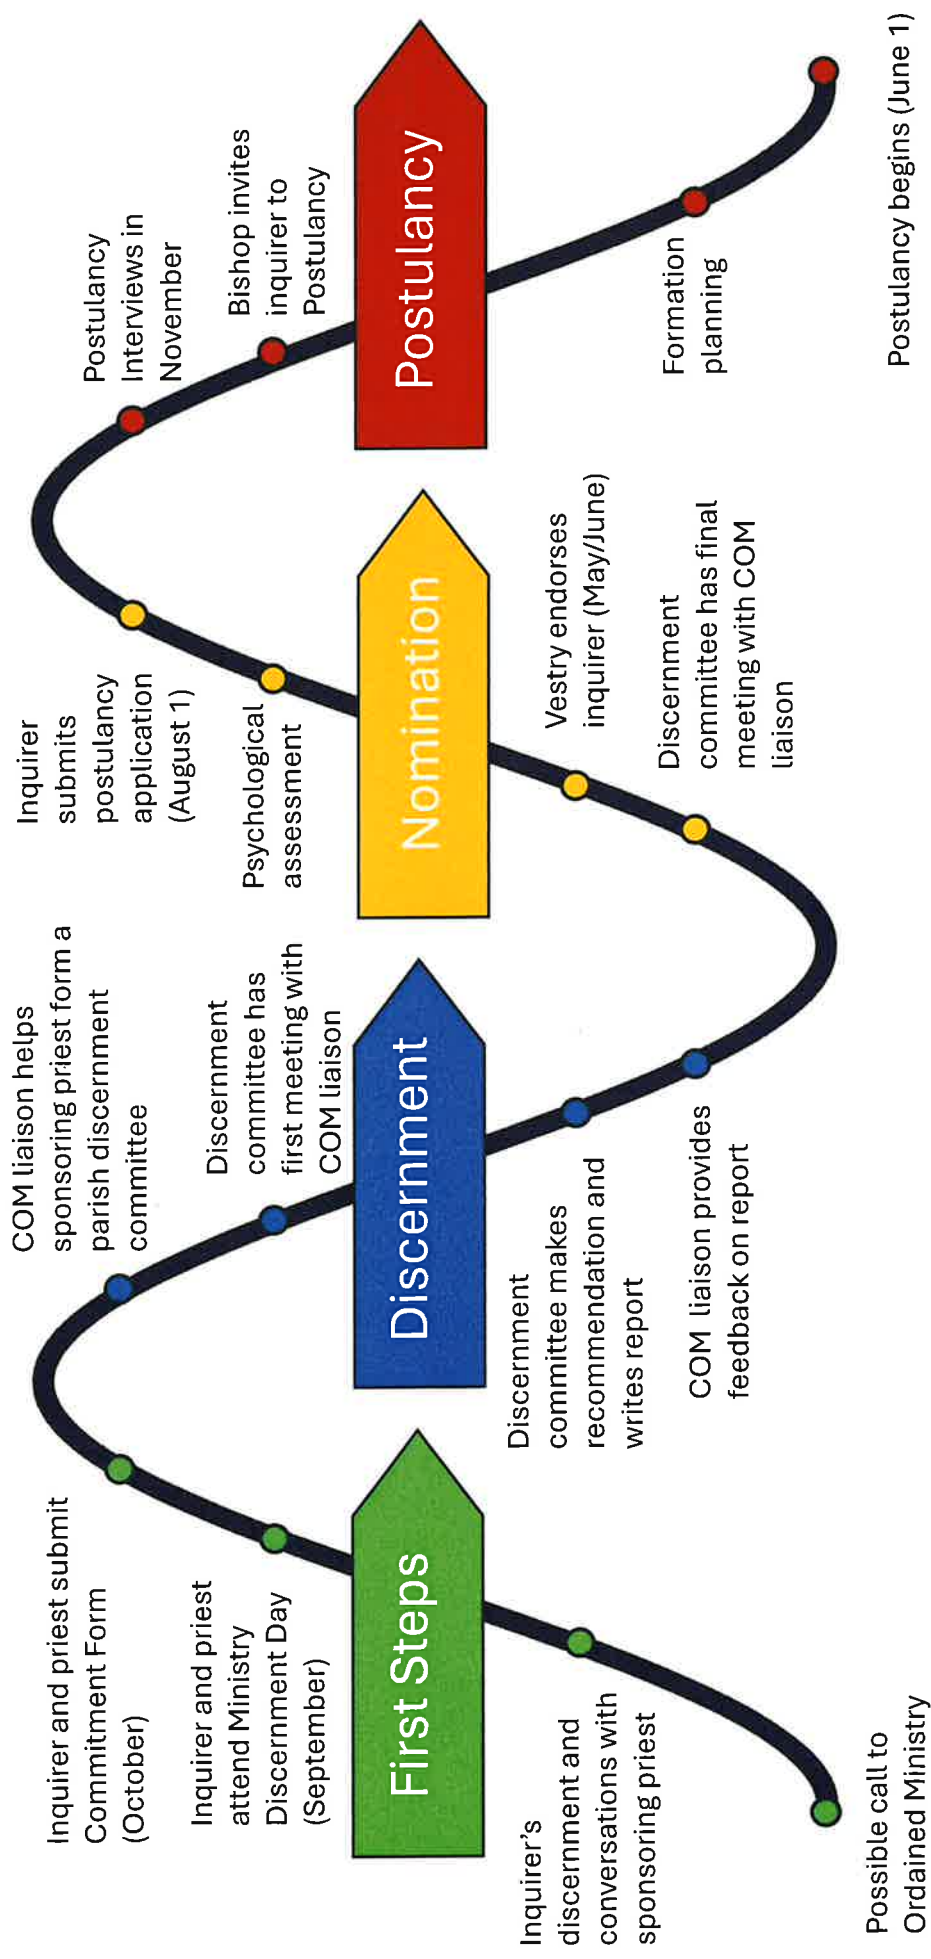 Possible call to
Ordained Ministry
Inquirer's
discernment and
conversations with
sponsoring priest
First Steps
Inquirer and priest
attend Ministry
Discernment Day
(September)
Inquirer and priest submit
Commitment Form
(October)
COM liaison helps
sponsoring priest form a
parish discernment
committee
Discernment
committee has
first meeting with
COM liaison
Discernment
Discernment
committee makes
recommendation and
writes report
COM liaison provides
feedback on report
Discernment
committee has final
meeting with COM
liaison
Vestry endorses
inquirer (May/June)
Nomination
Psychological
assessment
Inquirer
submits
postulancy
application
(August 1)
Postulancy
Interviews in
November
Bishop invites
inquirer to
Postulancy
Postulancy
Formation
planning
Postulancy begins (June 1)